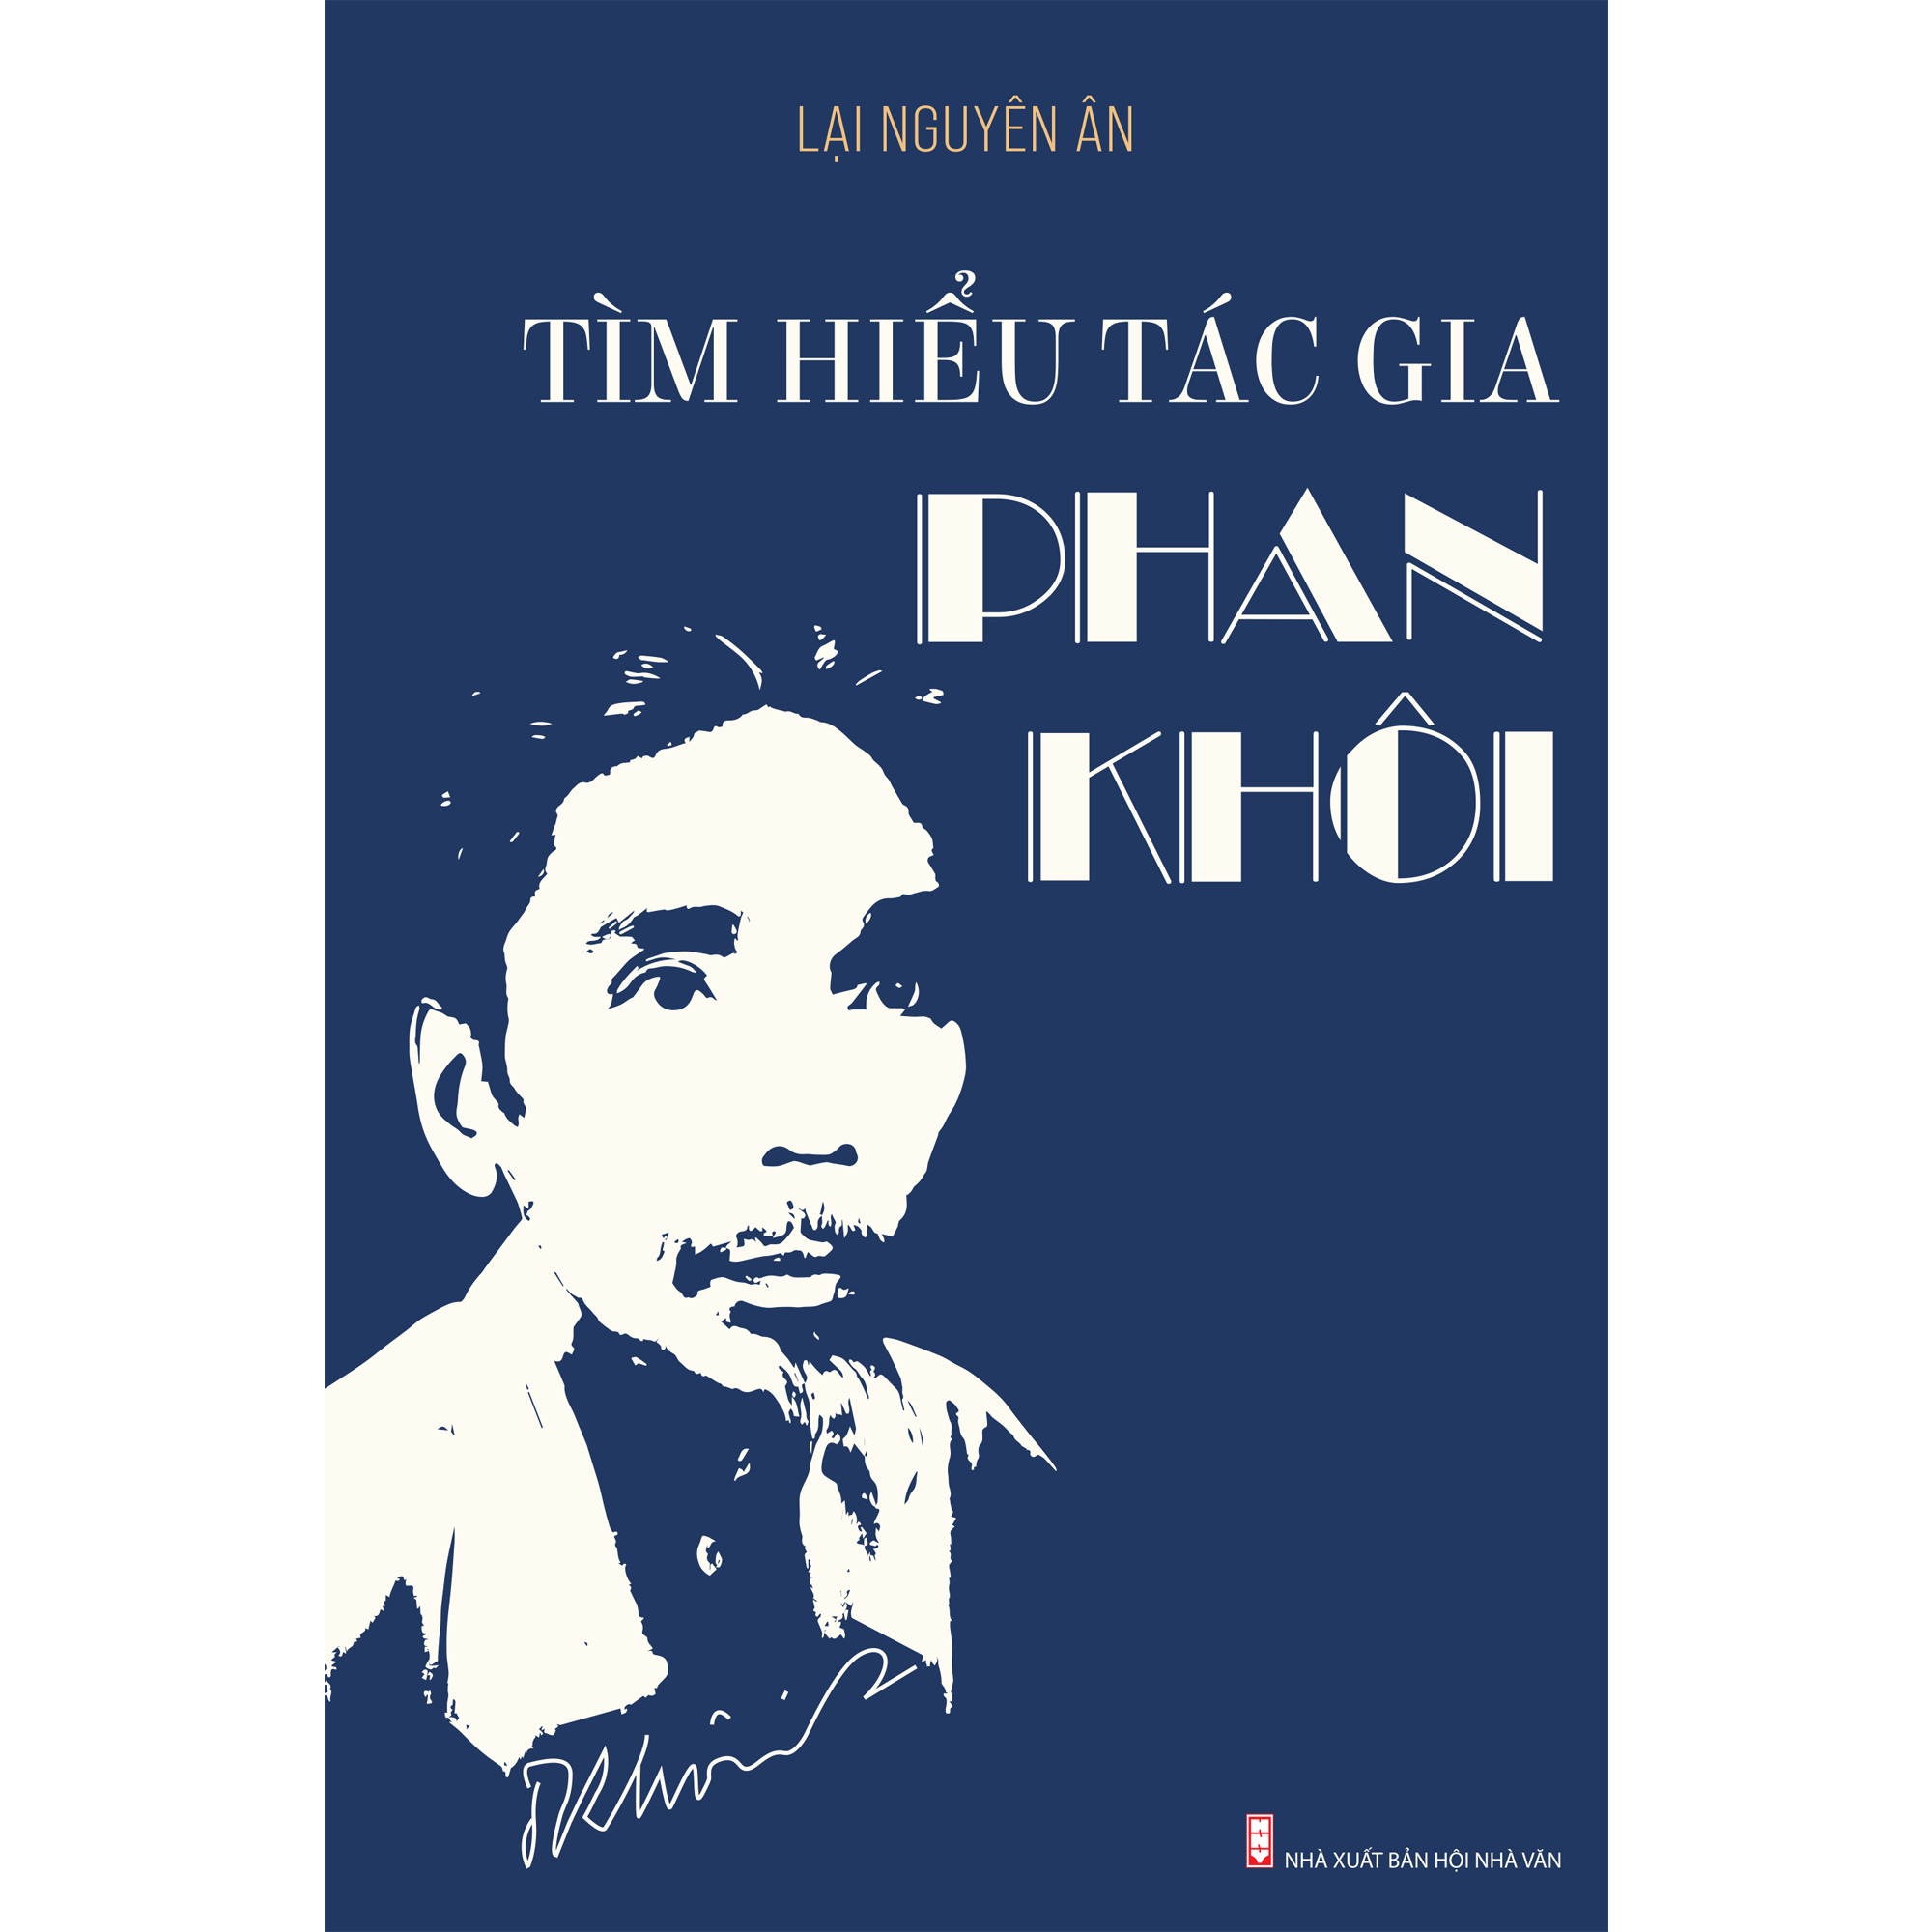 LẠI NGUYÊN ÂN
TÌM HIỂU TÁC GIA
PHAN
KHÔI
NHÀ XUẤT BẢN HỘI NHÀ VĂN